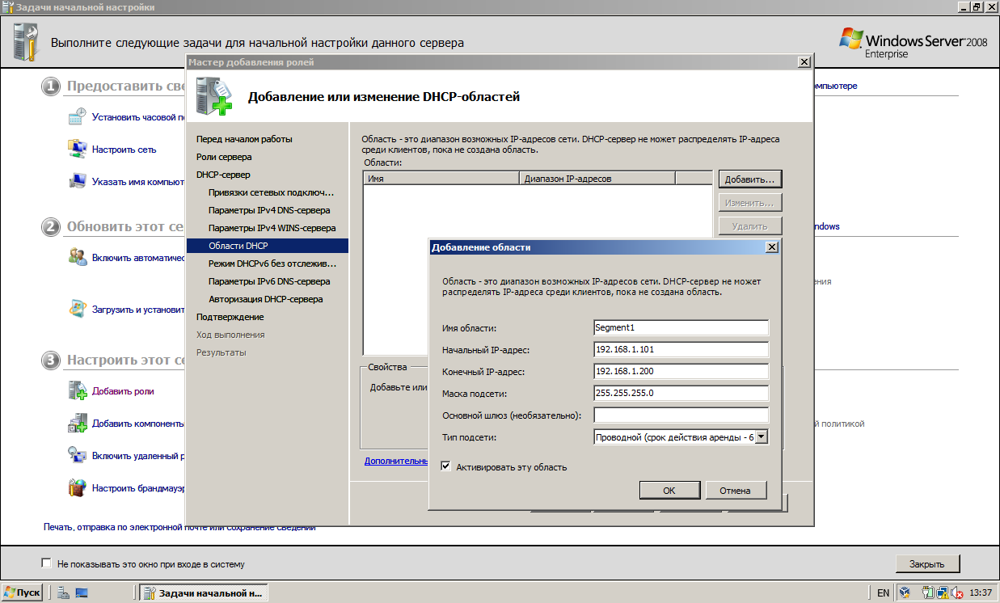 Задачи начальной настройки
Выполните следующие задачи для начальной настройки данного сервера
Windows Server 2008
Enterprise
Мастер добавления ролей
Добавление или изменение DHCP-областей
1 Предоставить све
Установить часовой п
Настроить сеть
Указать имя компьют
2 Обновить этот се
Включить автоматичес
Загрузить и установит
3 Настроить этот се
Добавить роли
Добавить компоненты
Включить удаленный р
Настроить брандмауэр
Печать, отправка по электронной почте или сохранение сведений
омпьютере
ndows
ения
й политикой
Перед началом работы
Роли сервера
DHCP-сервер
Привязки сетевых подключ...
Параметры IPv4 DNS-сервера
Параметры IPv4 WINS-сервера
Области DHCP
Режим DHCPv6 без отслежив...
Параметры IPv6 DNS-сервера
Авторизация DHCP-сервера
Подтверждение
Ход выполнения
Результаты
Область - это диапазон возможных IP-адресов сети. DHCP-сервер не может распределять IP-адреса
среди клиентов, пока не создана область.
Области:
Имя Диапазон IP-адресов
Добавить...
Изменить...
Удалить
Свойства
Добавьте или
Дополнительн
Добавление области
Область - это диапазон возможных IP-адресов сети. DHCP-сервер не может
распределять IP-адреса среди клиентов, пока не создана область.
Имя области: Segment1
Начальный IP-адрес: 192.168.1.101
Конечный IP-адрес: 192.168.1.200
Маска подсети: 255.255.255.0
Основной шлюз (необязательно):
Тип подсети: Проводной (срок действия аренды - 6
Активировать эту область
OK Отмена
Не показывать это окно при входе в систему
Закрыть
Пуск Задачи начальной н... EN 13:37